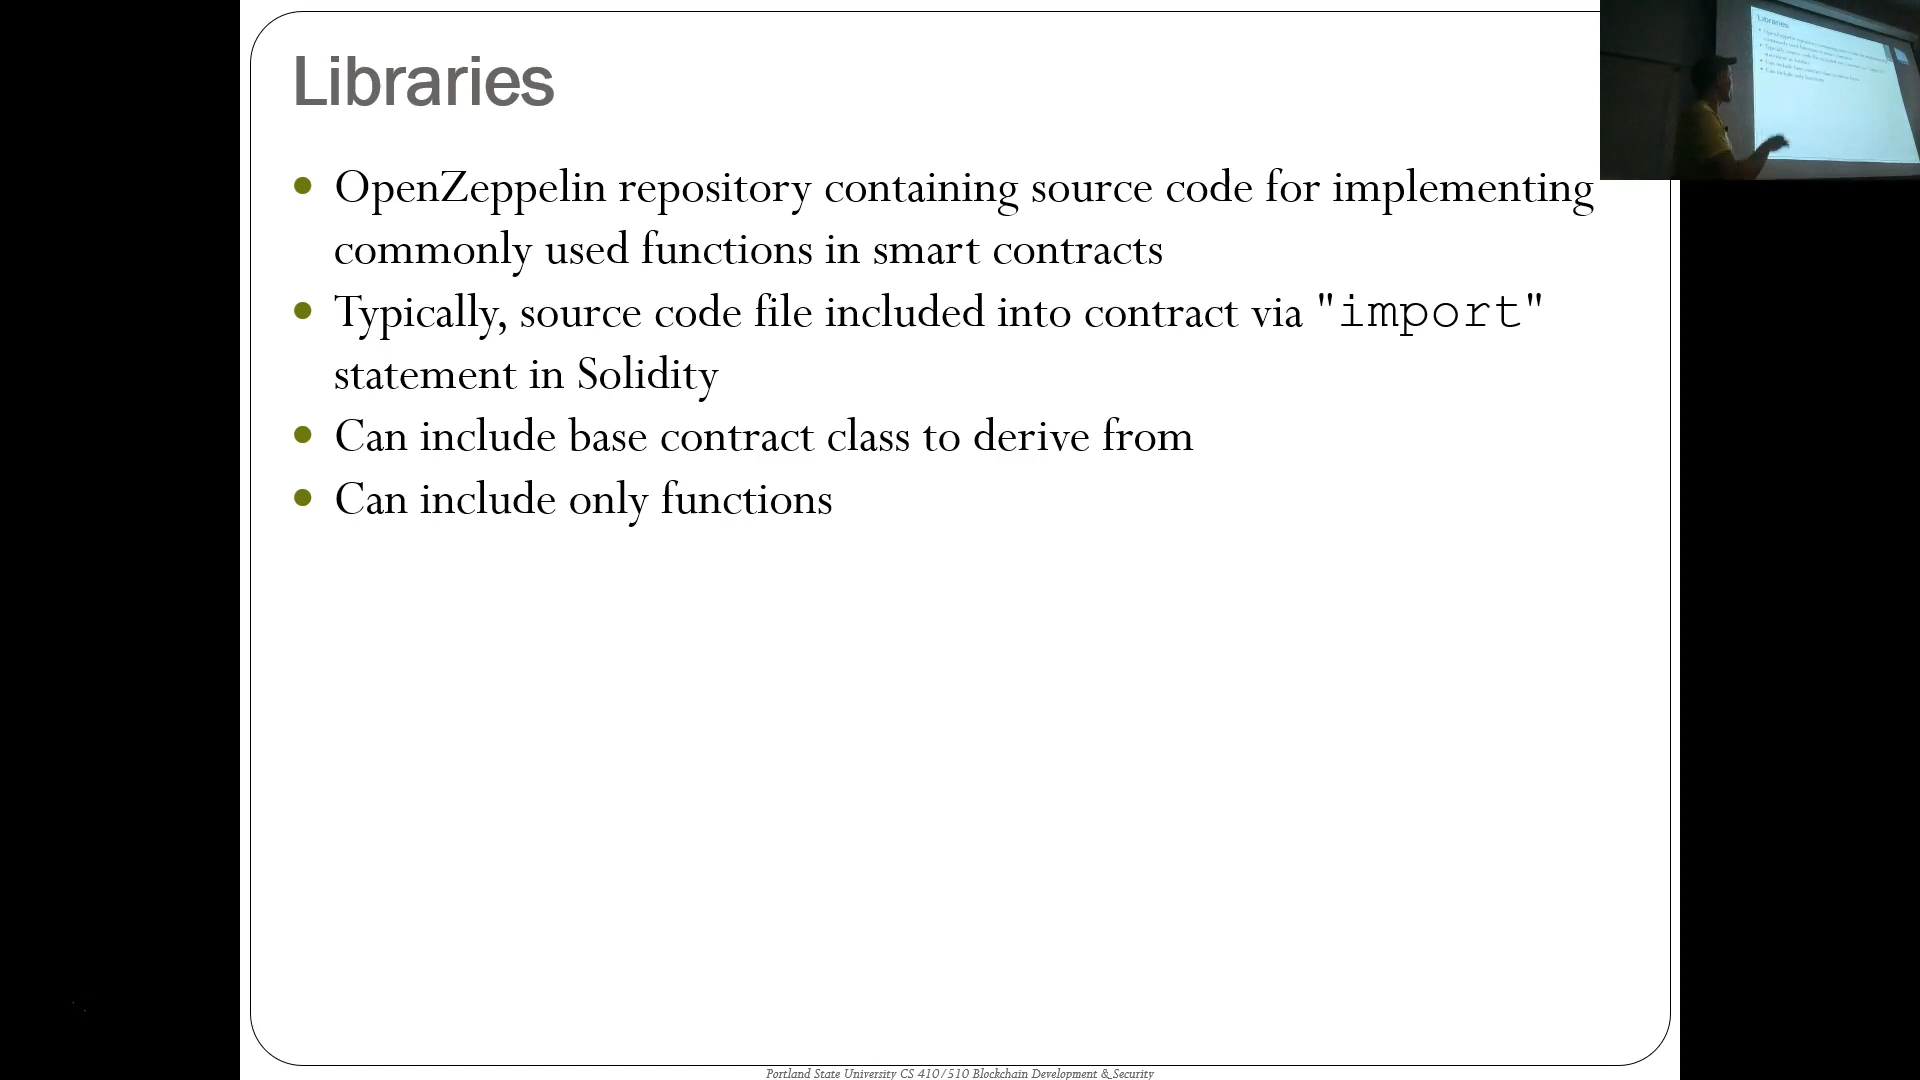 Libraries
OpenZeppelin repository containing source code for implementing
commonly used functions in smart contracts
Typically, source code file included into contract via "import"
statement in Solidity
Can include base contract class to derive from
Can include only functions
Portland State University CS 410/510 Blockchain Development & Security